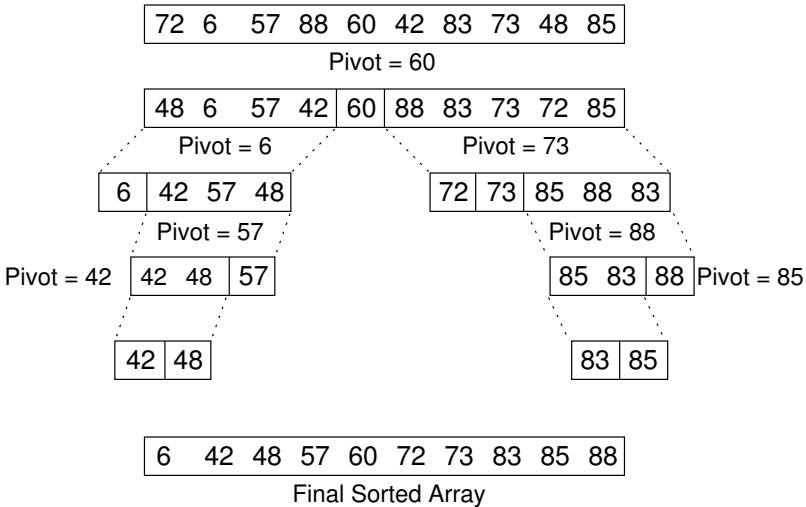 72 6 57 88 60 42 83 73 48 85
Pivot = 60
48 6 57 42 60 88 83 73 72 85
Pivot = 6 Pivot = 73
6 42 57 48 72 73 85 88 83
Pivot = 57 Pivot = 88
Pivot = 42 42 48 57 85 83 88 Pivot = 85
42 48 83 85
6 42 48 57 60 72 73 83 85 88
Final Sorted Array